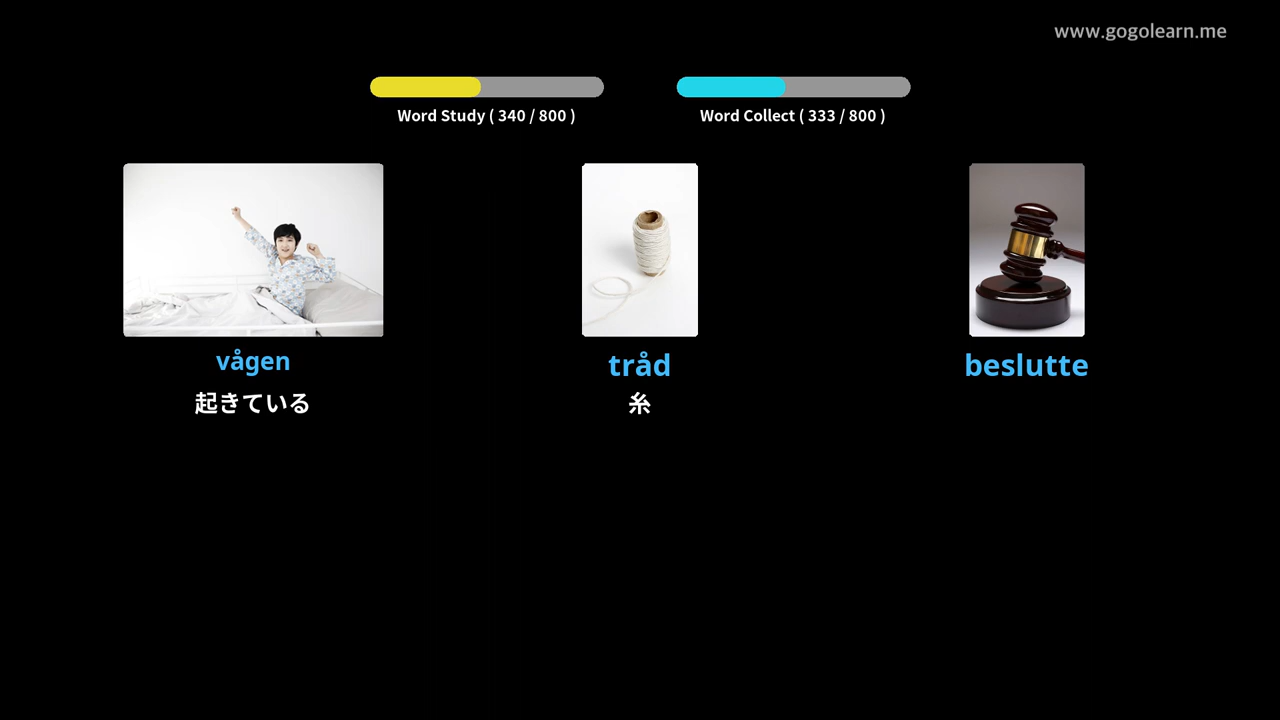 www.gogolearn.me
Word Study ( 340 / 800 )
Word Collect ( 333 / 800 )
vågen
tråd
beslutte
起きている
糸